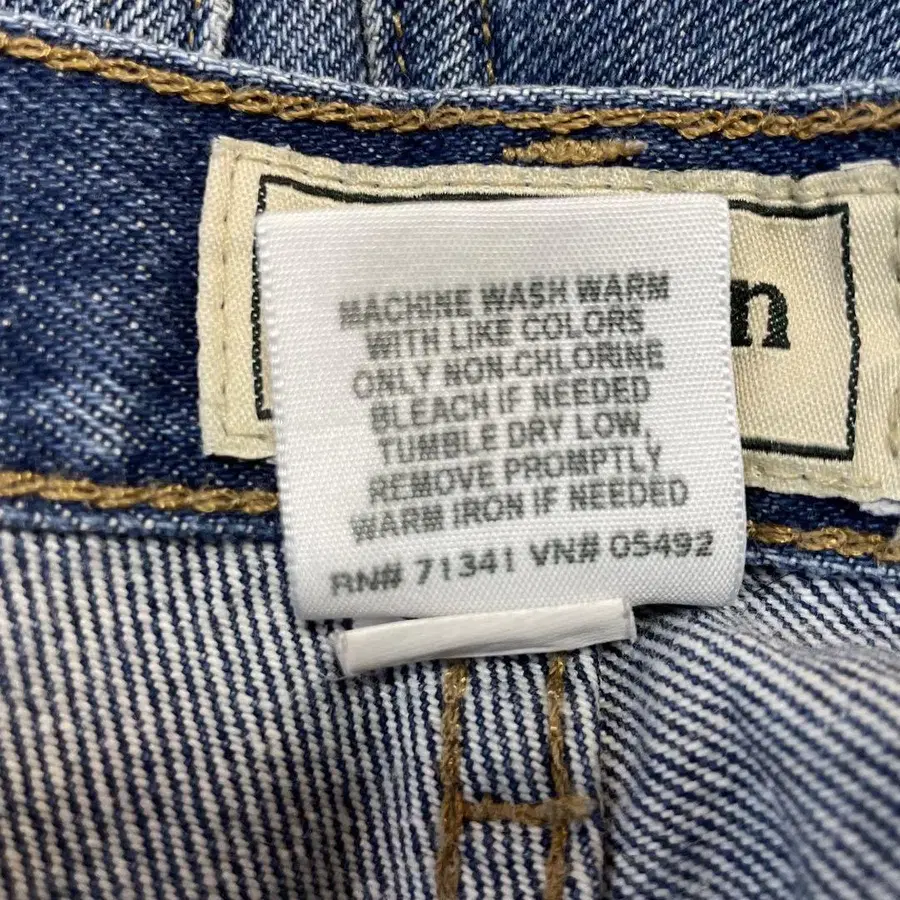 MACHINE WASH WARM
WITH LIKE COLORS
ONLY NON-CHLORINE
BLEACH IF NEEDED
TUMBLE DRY LOW,
REMOVE PROMPTLY
WARM IRON IF NEEDED
RN# 71341 VN# 05492
n